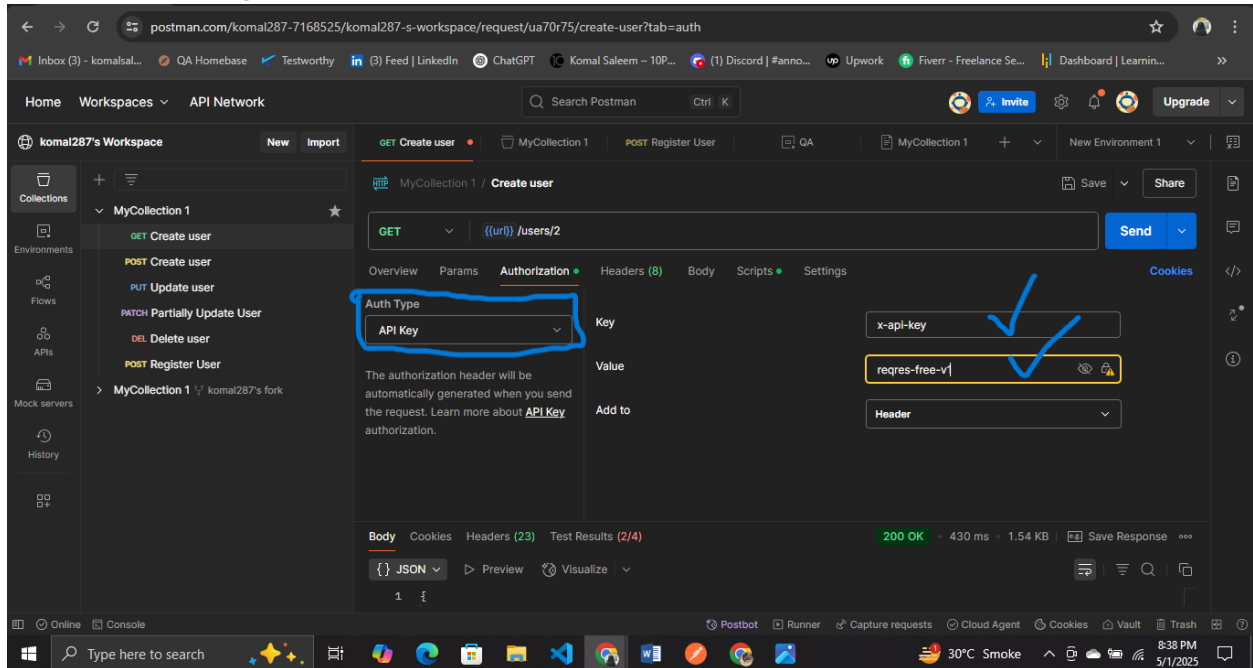 postman.com/komal287-7168525/komal287-s-workspace/request/ua70r75/create-user?tab=auth
Inbox (3) - komalsal... QA Homebase Testworthy (3) Feed | LinkedIn ChatGPT Komal Saleem – 10P... (1) Discord | #anno... Upwork Fiverr - Freelance Se... Dashboard | Learnin... »
Home Workspaces API Network Search Postman Ctrl K Invite Upgrade
komal287's Workspace New Import GET Create user MyCollection 1 POST Register User QA MyCollection 1 + New Environment 1
Collections
Environments
Flows
APIs
Mock servers
History
MyCollection 1
GET Create user
POST Create user
PUT Update user
PATCH Partially Update User
DEL Delete user
POST Register User
MyCollection 1 komal287's fork
HTTP MyCollection 1 / Create user Save Share
GET {{url}} /users/2 Send
Overview Params Authorization Headers (8) Body Scripts Settings Cookies
Auth Type
API Key
The authorization header will be
automatically generated when you send
the request. Learn more about API Key
authorization.
Key x-api-key
Value reqres-free-v1
Add to Header
Body Cookies Headers (23) Test Results (2/4) 200 OK 430 ms 1.54 KB Save Response
{} JSON Preview Visualize
1 {
Online Console Postbot Runner Capture requests Cloud Agent Cookies Vault Trash
Type here to search 30°C Smoke 8:38 PM
5/1/2025